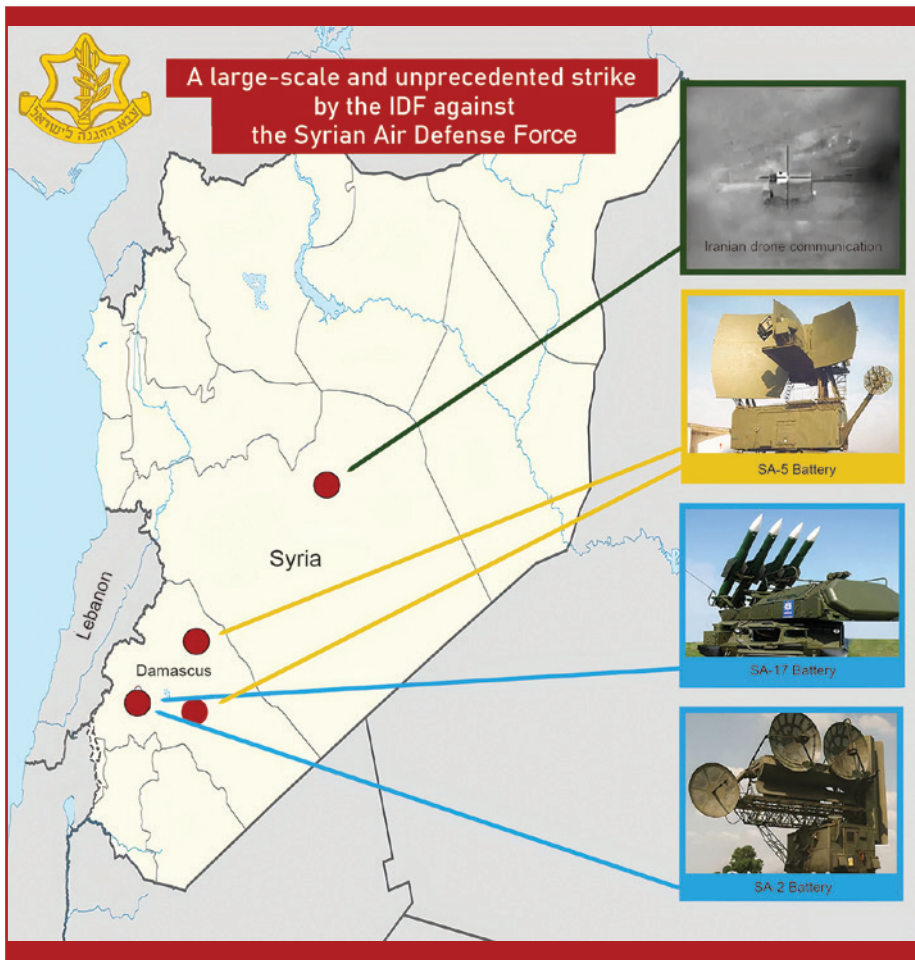 צבא ההגנה לישראל
A large-scale and unprecedented strike
by the IDF against
the Syrian Air Defense Force
Iranian drone communication
SA-5 Battery
SA-17 Battery
SA-2 Battery
Syria
Lebanon
Damascus